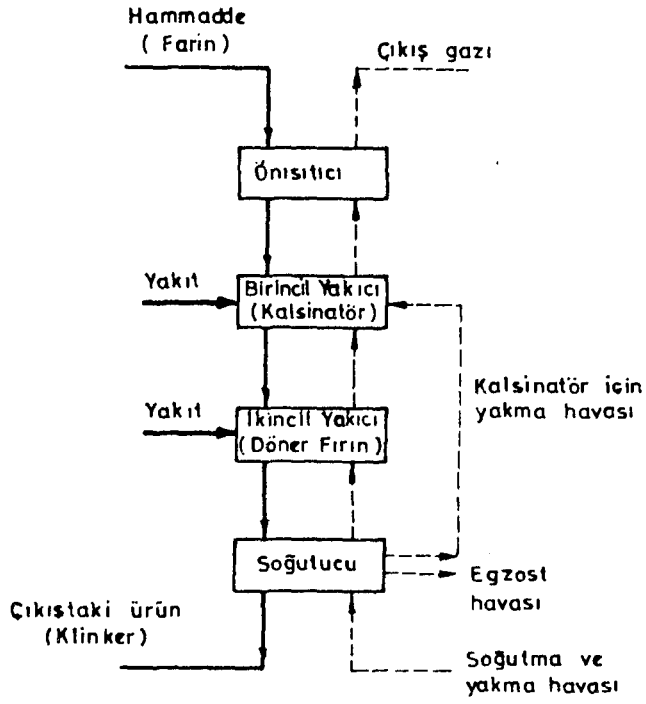 Hammadde
( Farin)
Çıkış gazı
Önısıtıcı
Yakıt
Birincil Yakıcı
(Kalsinatör)
Kalsinatör için
yakma havası
Yakıt
İkincil Yakıcı
(Döner Fırın)
Soğutucu
Egzost
havası
Çıkıştaki ürün
(Klinker)
Soğutma ve
yakma havası